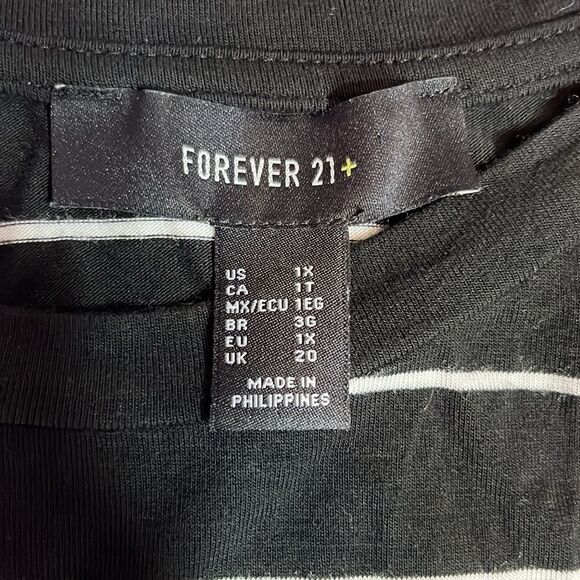 FOREVER 21+
US 1X
CA 1T
MX/ECU 1EG
BR 3G
EU 1X
UK 20
MADE IN
PHILIPPINES